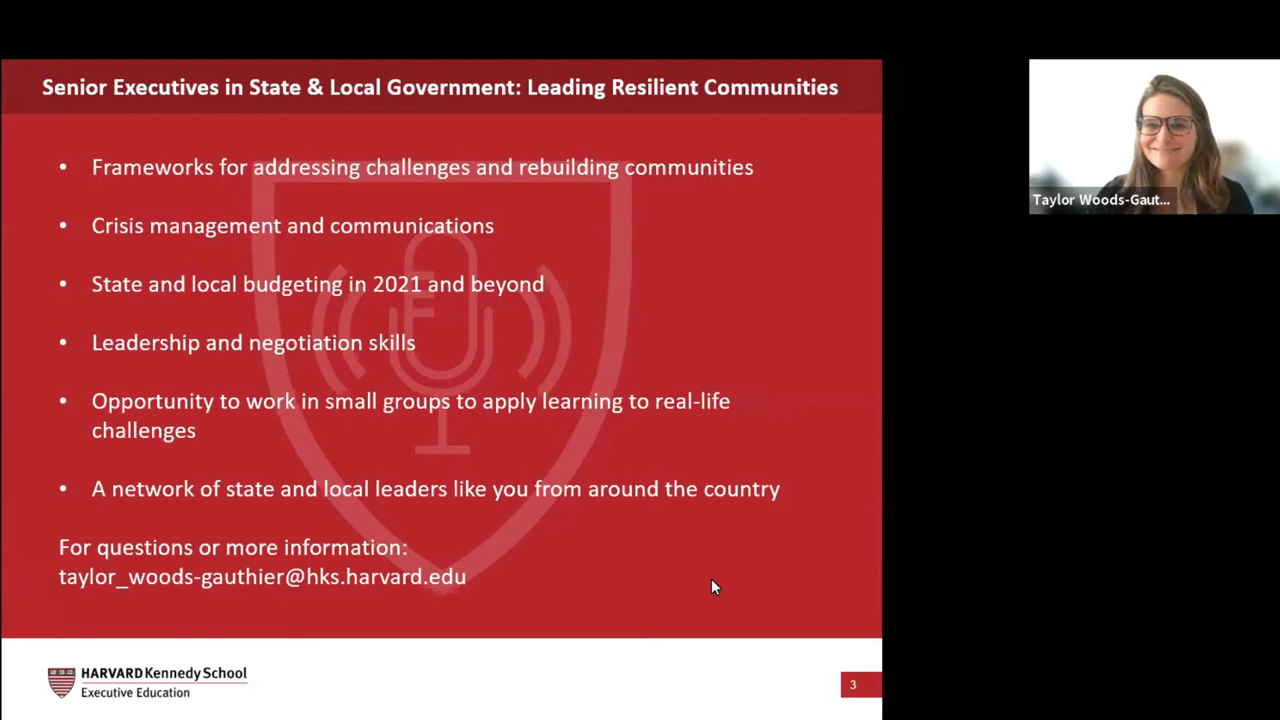 Senior Executives in State & Local Government: Leading Resilient Communities
• Frameworks for addressing challenges and rebuilding communities
• Crisis management and communications
• State and local budgeting in 2021 and beyond
• Leadership and negotiation skills
• Opportunity to work in small groups to apply learning to real-life
challenges
• A network of state and local leaders like you from around the country
For questions or more information:
taylor_woods-gauthier@hks.harvard.edu
HARVARD Kennedy School
Executive Education
3
Taylor Woods-Gaut...